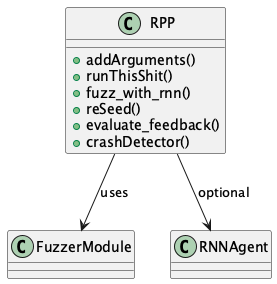 C RPP
addArguments()
runThisShit()
fuzz_with_rnn()
reSeed()
evaluate_feedback()
crashDetector()
uses
optional
C FuzzerModule
C RNNAgent